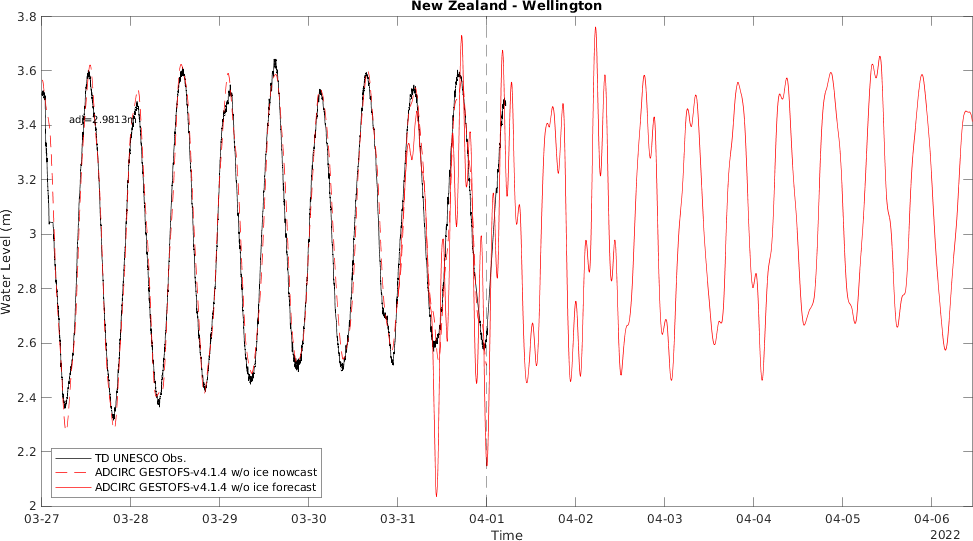 New Zealand - Wellington
3.8
3.6
3.4
3.2
3
2.8
2.6
2.4
2.2
2
Water Level (m)
adj=2.9813m
TD UNESCO Obs.
ADCIRC GESTOFS-v4.1.4 w/o ice nowcast
ADCIRC GESTOFS-v4.1.4 w/o ice forecast
03-27 03-28 03-29 03-30 03-31 04-01 04-02 04-03 04-04 04-05 04-06
Time
2022